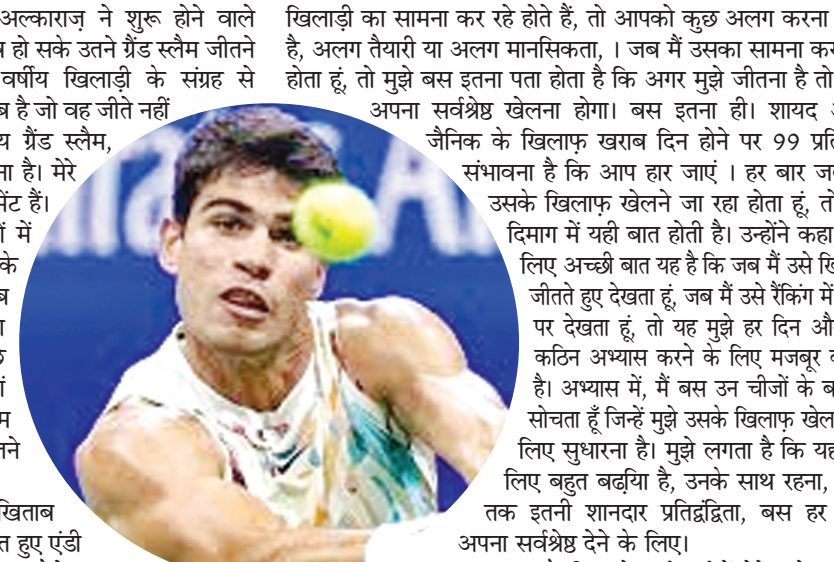 अल्काराज़ ने शुरू होने वाले
हो सके उतने ग्रैंड स्लैम जीतने
वर्षीय खिलाड़ी के संग्रह से
है जो वह जीते नहीं
ग्रैंड स्लैम,
है। मेरे
हैं।
में
के
खिताब
हुए एंडी
खिलाड़ी का सामना कर रहे होते हैं, तो आपको कुछ अलग करना
है, अलग तैयारी या अलग मानसिकता, । जब मैं उसका सामना कर
होता हूं, तो मुझे बस इतना पता होता है कि अगर मुझे जीतना है तो
अपना सर्वश्रेष्ठ खेलना होगा। बस इतना ही। शायद
जैनिक के खिलाफ़ खराब दिन होने पर 99
संभावना है कि आप हार जाएं । हर बार
उसके खिलाफ़ खेलने जा रहा होता हूं, तो
दिमाग में यही बात होती है। उन्होंने कहा
लिए अच्छी बात यह है कि जब मैं उसे
जीतते हुए देखता हूं, जब मैं उसे रैंकिंग में
पर देखता हूं, तो यह मुझे हर दिन
कठिन अभ्यास करने के लिए मजबूर
है। अभ्यास में, मैं बस उन चीजों के
सोचता हूँ जिन्हें मुझे उसके खिलाफ़
लिए सुधारना है। मुझे लगता है कि
लिए बहुत बढ़िया है, उनके साथ रहना,
तक इतनी शानदार प्रतिद्वंद्विता, बस हर
अपना सर्वश्रेष्ठ देने के लिए।